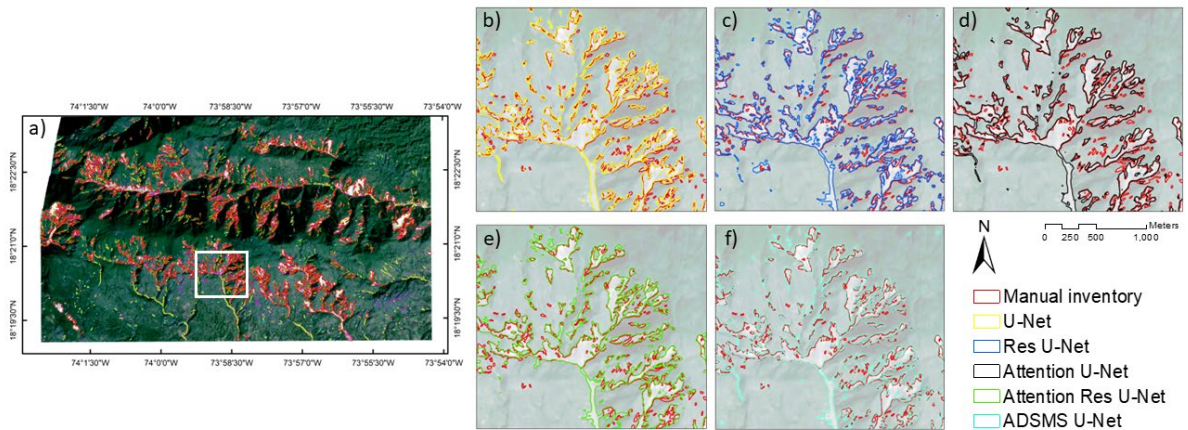 b) c) d)
74°1'30"W 74°0'0"W 73°58'30"W 73°57'0"W 73°55'30"W 73°54'0"W
a)
18°22'30"N 18°22'30"N
18°21'0"N 18°21'0"N
18°19'30"N 18°19'30"N
74°1'30"W 74°0'0"W 73°58'30"W 73°57'0"W 73°55'30"W 73°54'0"W
e) f)
N
Meters
0 250 500 1,000
Manual inventory
U-Net
Res U-Net
Attention U-Net
Attention Res U-Net
ADSMS U-Net